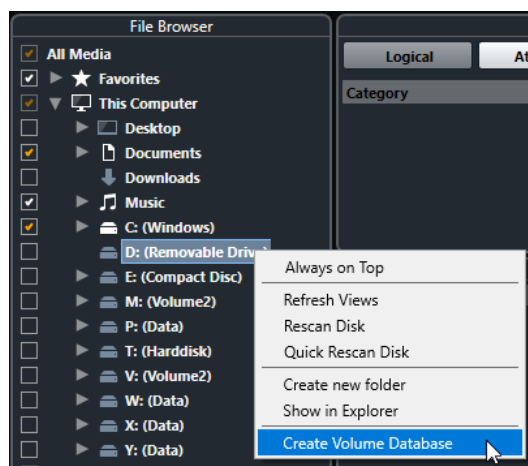 File Browser
All Media
Favorites
This Computer
Desktop
Documents
Downloads
Music
C: (Windows)
D: (Removable Drive)
E: (Compact Disc)
M: (Volume2)
P: (Data)
T: (Harddisk)
V: (Volume2)
W: (Data)
X: (Data)
Y: (Data)
Logical
At
Category
Always on Top
Refresh Views
Rescan Disk
Quick Rescan Disk
Create new folder
Show in Explorer
Create Volume Database